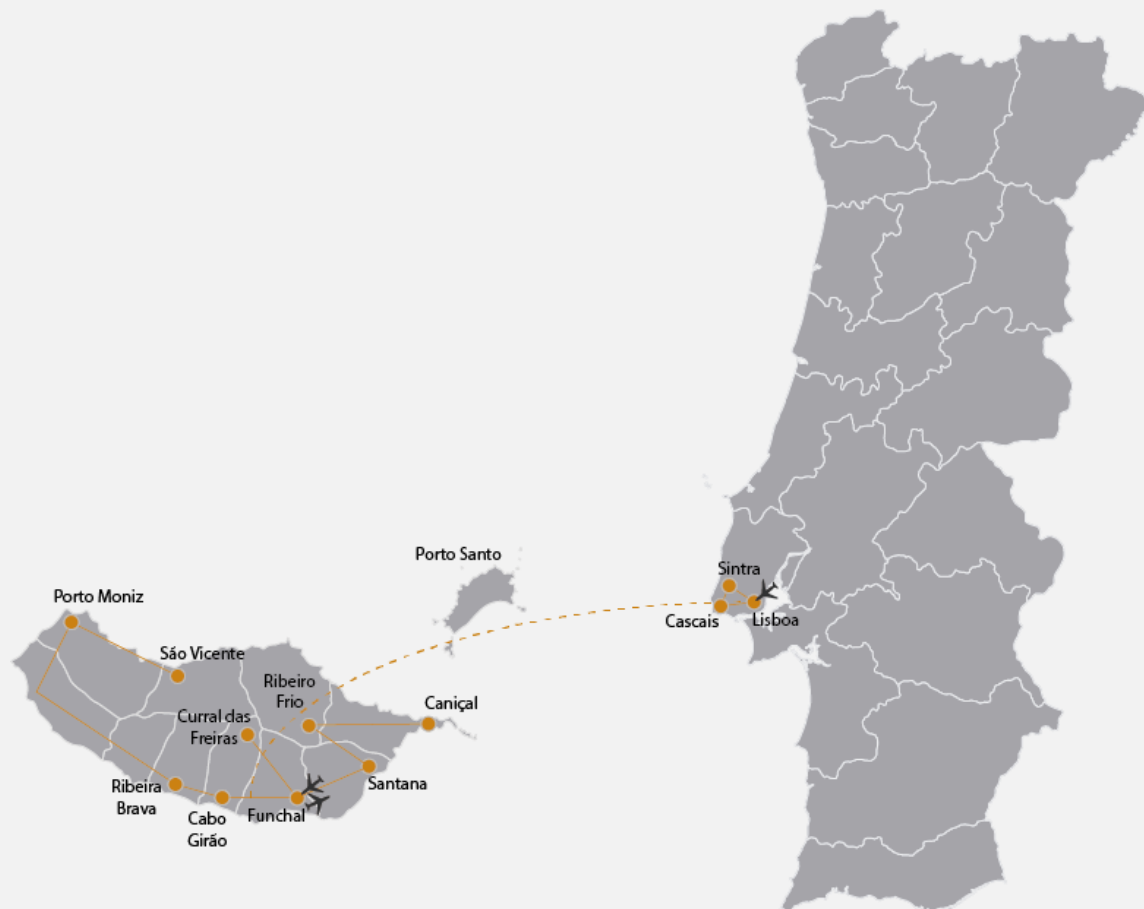 Porto Santo
Sintra
Cascais
Lisboa
Porto Moniz
São Vicente
Ribeiro
Frio
Caniçal
Curral das
Freiras
Santana
Ribeira
Brava
Cabo
Girão
Funchal